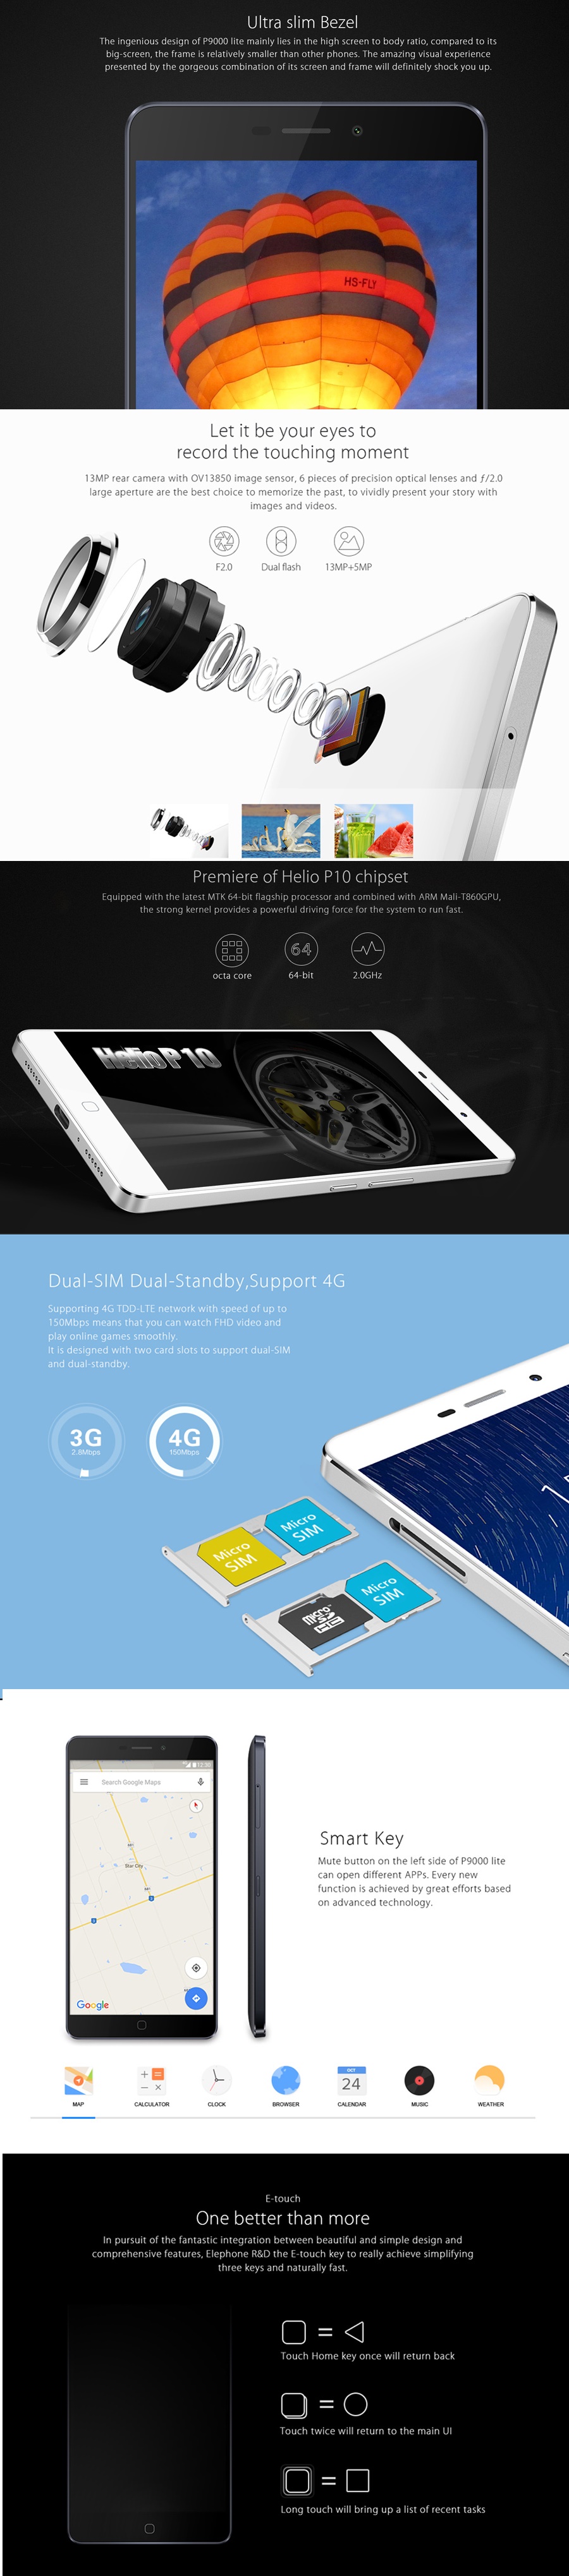 Ultra slim Bezel
The ingenious design of P9000 lite mainly lies in the high screen to body ratio, compared to its
big-screen, the frame is relatively smaller than other phones. The amazing visual experience
presented by the gorgeous combination of its screen and frame will definitely shock you up.
HS-FLY
Let it be your eyes to
record the touching moment
13MP rear camera with OV13850 image sensor, 6 pieces of precision optical lenses and ƒ/2.0
large aperture are the best choice to memorize the past, to vividly present your story with
images and videos.
F2.0 Dual flash 13MP+5MP
Premiere of Helio P10 chipset
Equipped with the latest MTK 64-bit flagship processor and combined with ARM Mali-T860GPU,
the strong kernel provides a powerful driving force for the system to run fast.
64
octa core 64-bit 2.0GHz
Helio P10
Dual-SIM Dual-Standby,Support 4G
Supporting 4G TDD-LTE network with speed of up to
150Mbps means that you can watch FHD video and
play online games smoothly.
It is designed with two card slots to support dual-SIM
and dual-standby.
3G 4G
2.8Mbps 150Mbps
Micro
SIM
Micro
SIM
Micro
SIM
micro
SD
HC
Search Google Maps
Star City
Google
Smart Key
Mute button on the left side of P9000 lite
can open different APPs. Every new
function is achieved by great efforts based
on advanced technology.
OCT
24
MAP CALCULATOR CLOCK BROWSER CALENDAR MUSIC WEATHER
E-touch
One better than more
In pursuit of the fantastic integration between beautiful and simple design and
comprehensive features, Elephone R&D the E-touch key to really achieve simplifying
three keys and naturally fast.
Touch Home key once will return back
Touch twice will return to the main UI
Long touch will bring up a list of recent tasks